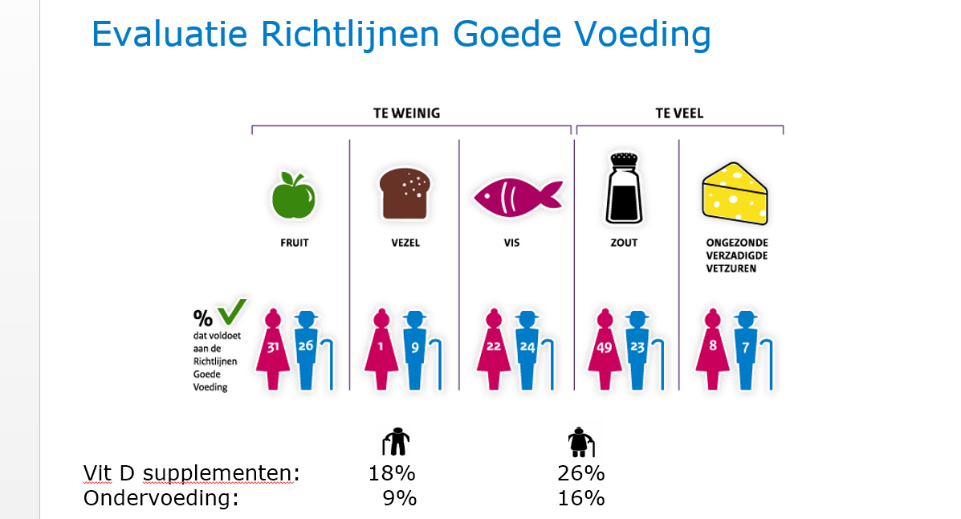 Evaluatie Richtlijnen Goede Voeding
TE WEINIG
TE VEEL
FRUIT
VEZEL
VIS
ZOUT
ONGEZONDE
VERZADIGDE
VETZUREN
%
dat voldoet
aan de
Richtlijnen
Goede
Voeding
31 26
1 9
22 24
49 23
8 7
Vit D supplementen: 18% 26%
Ondervoeding: 9% 16%